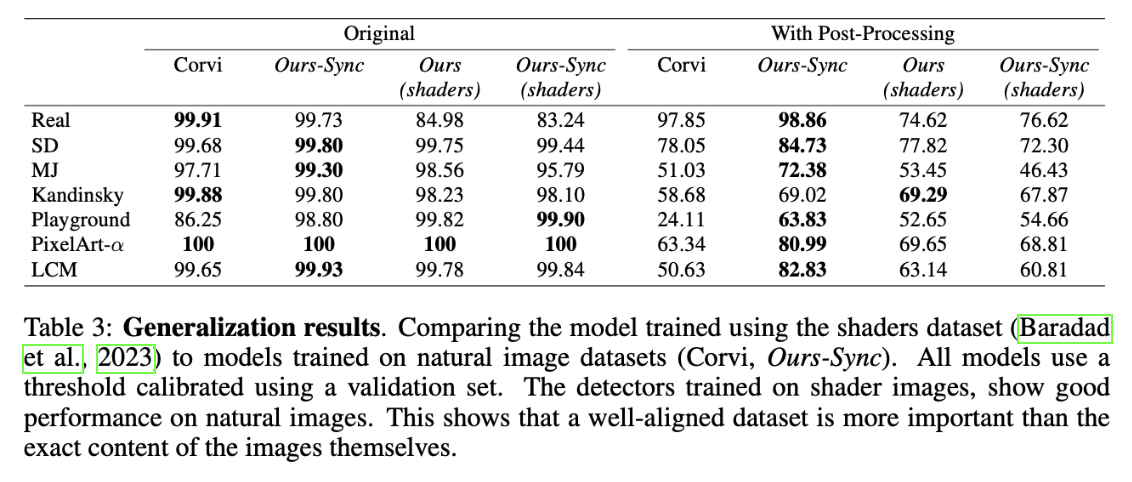 Original With Post-Processing
Corvi Ours-Sync Ours Ours-Sync Corvi Ours-Sync Ours Ours-Sync
(shaders) (shaders) (shaders) (shaders)
Real 99.91 99.73 84.98 83.24 97.85 98.86 74.62 76.62
SD 99.68 99.80 99.75 99.44 78.05 84.73 77.82 72.30
MJ 97.71 99.30 98.56 95.79 51.03 72.38 53.45 46.43
Kandinsky 99.88 99.80 98.23 98.10 58.68 69.02 69.29 67.87
Playground 86.25 98.80 99.82 99.90 24.11 63.83 52.65 54.66
PixelArt-α 100 100 100 100 63.34 80.99 69.65 68.81
LCM 99.65 99.93 99.78 99.84 50.63 82.83 63.14 60.81
Table 3: Generalization results. Comparing the model trained using the shaders dataset (Baradad
et al., 2023) to models trained on natural image datasets (Corvi, Ours-Sync). All models use a
threshold calibrated using a validation set. The detectors trained on shader images, show good
performance on natural images. This shows that a well-aligned dataset is more important than the
exact content of the images themselves.